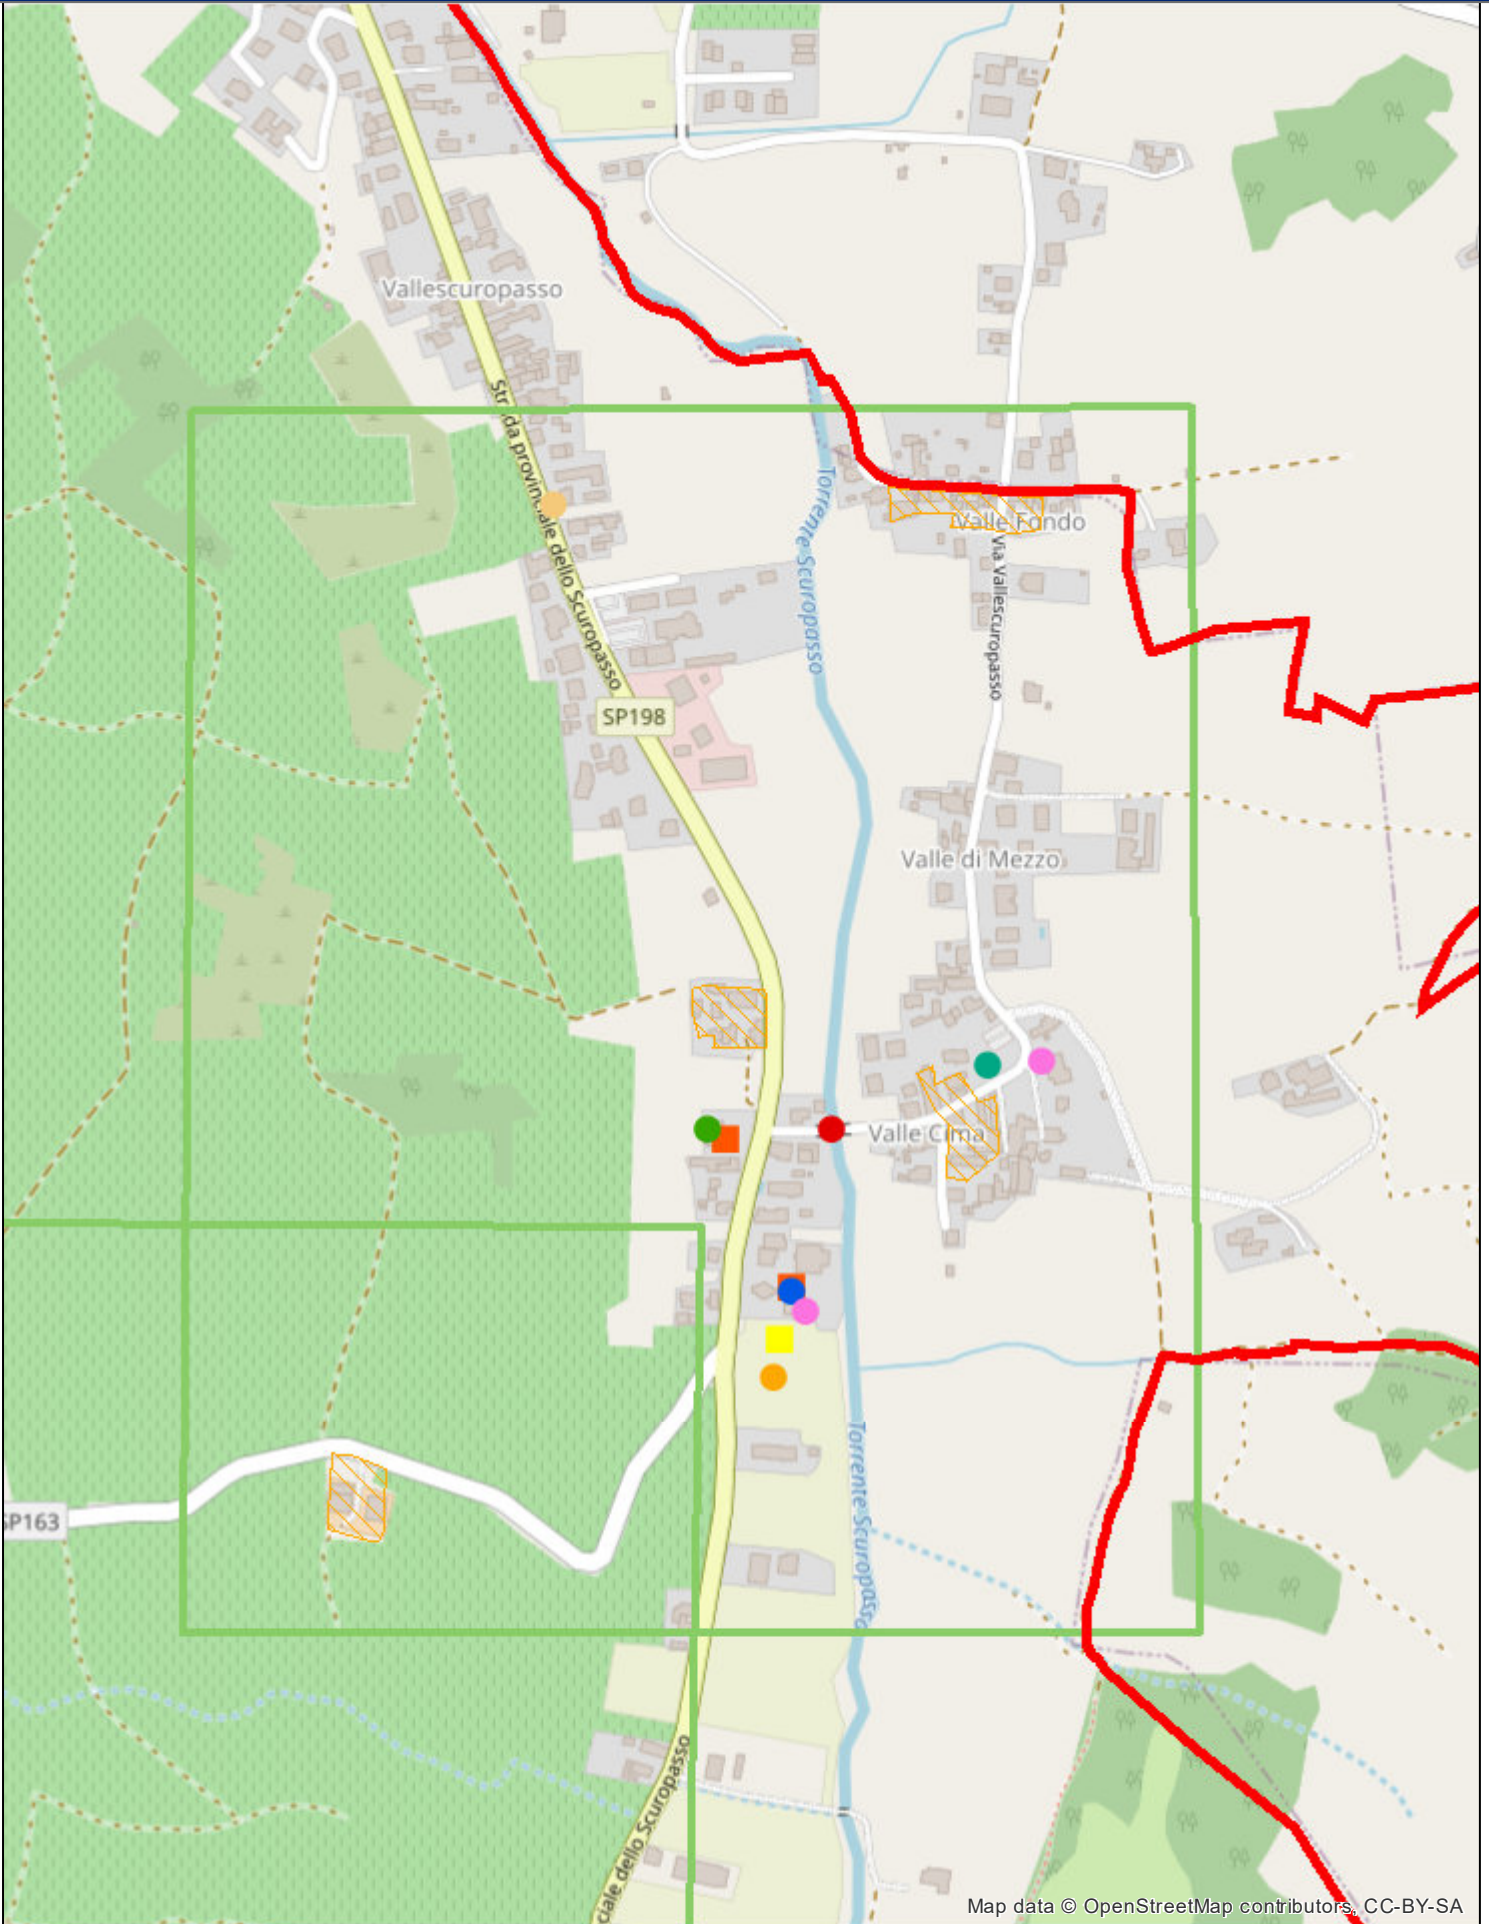 Vallescuropasso
Strada provinciale dello Scuropasso
Torrente Scuropasso
Valle Fondo
Via Vallescuropasso
SP198
Valle di Mezzo
Valle Cima
Torrente Scuropasso
SP163
ciale dello Scuropasso
Map data © OpenStreetMap contributors, CC-BY-SA